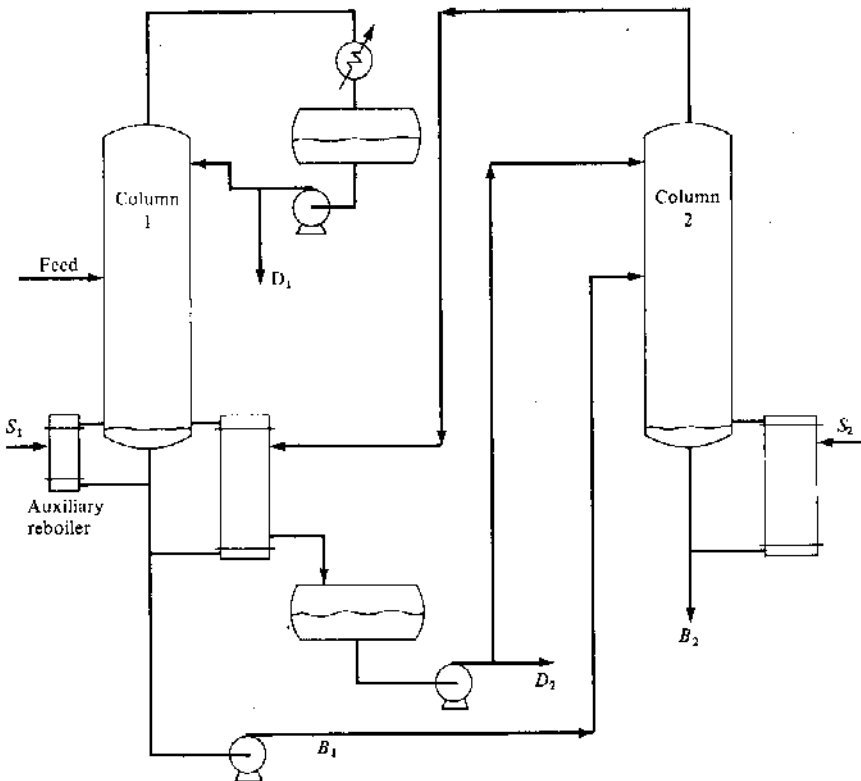 Column
1
Column
2
Feed
D₁
S₁
S₂
Auxiliary
reboiler
B₂
D₂
B₁